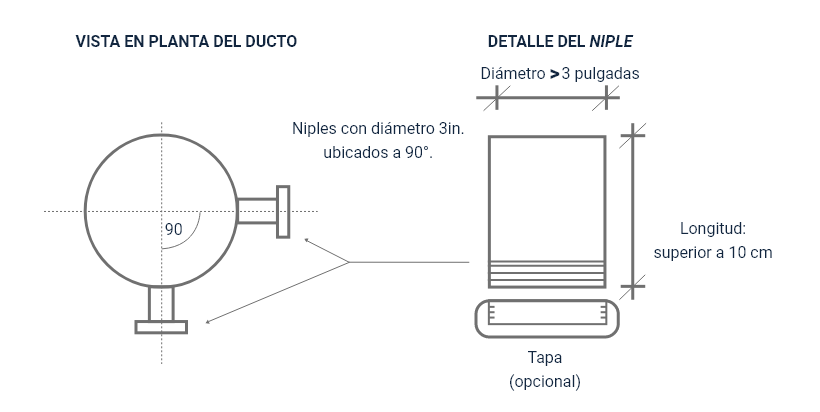 VISTA EN PLANTA DEL DUCTO
DETALLE DEL NIPLE
Diámetro >3 pulgadas
Niples con diámetro 3in.
ubicados a 90°.
90
Longitud:
superior a 10 cm
Tapa
(opcional)